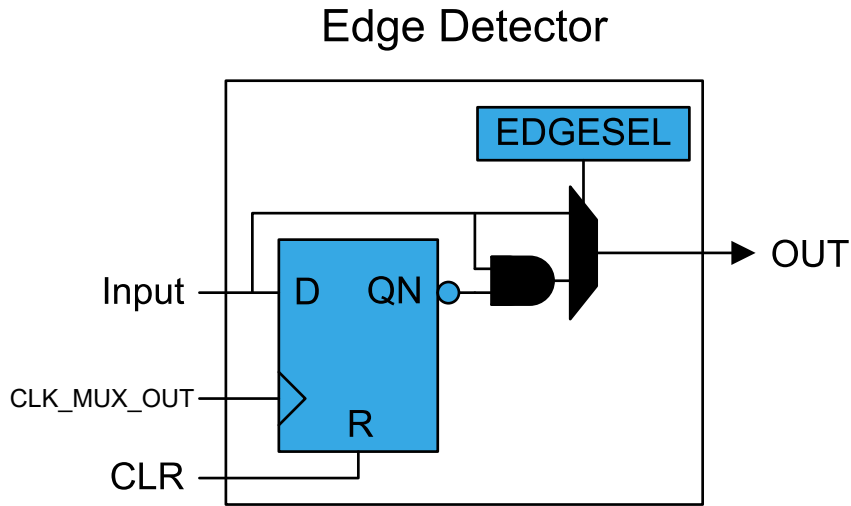 Edge Detector
EDGESEL
OUT
Input
D
QN
CLK_MUX_OUT
R
CLR